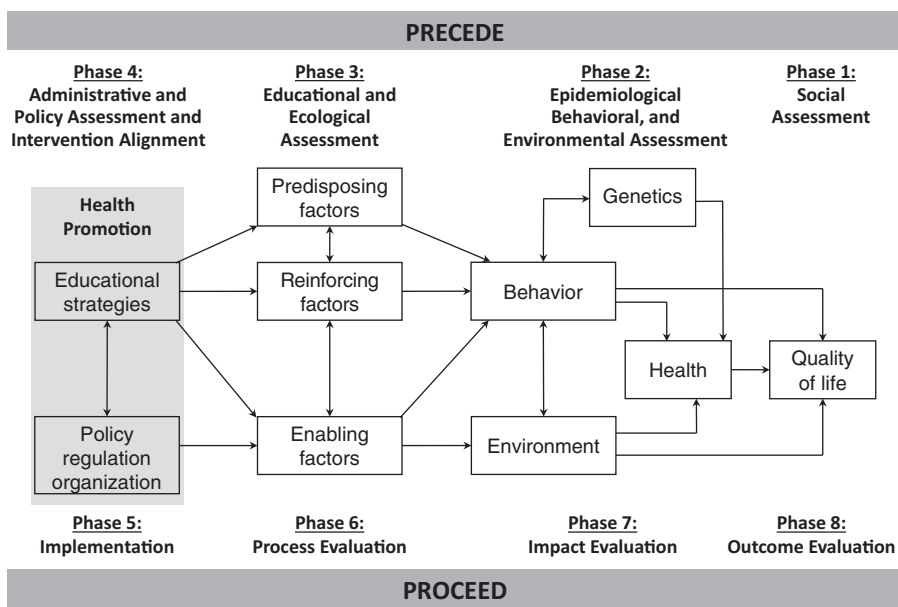 PRECEDE
Phase 4:
Administrative and
Policy Assessment and
Intervention Alignment
Phase 3:
Educational and
Ecological
Assessment
Phase 2:
Epidemiological
Behavioral, and
Environmental Assessment
Phase 1:
Social
Assessment
Health
Promotion
Educational
strategies
Policy
regulation
organization
Predisposing
factors
Reinforcing
factors
Enabling
factors
Genetics
Behavior
Environment
Health
Quality
of life
Phase 5:
Implementation
Phase 6:
Process Evaluation
Phase 7:
Impact Evaluation
Phase 8:
Outcome Evaluation
PROCEED